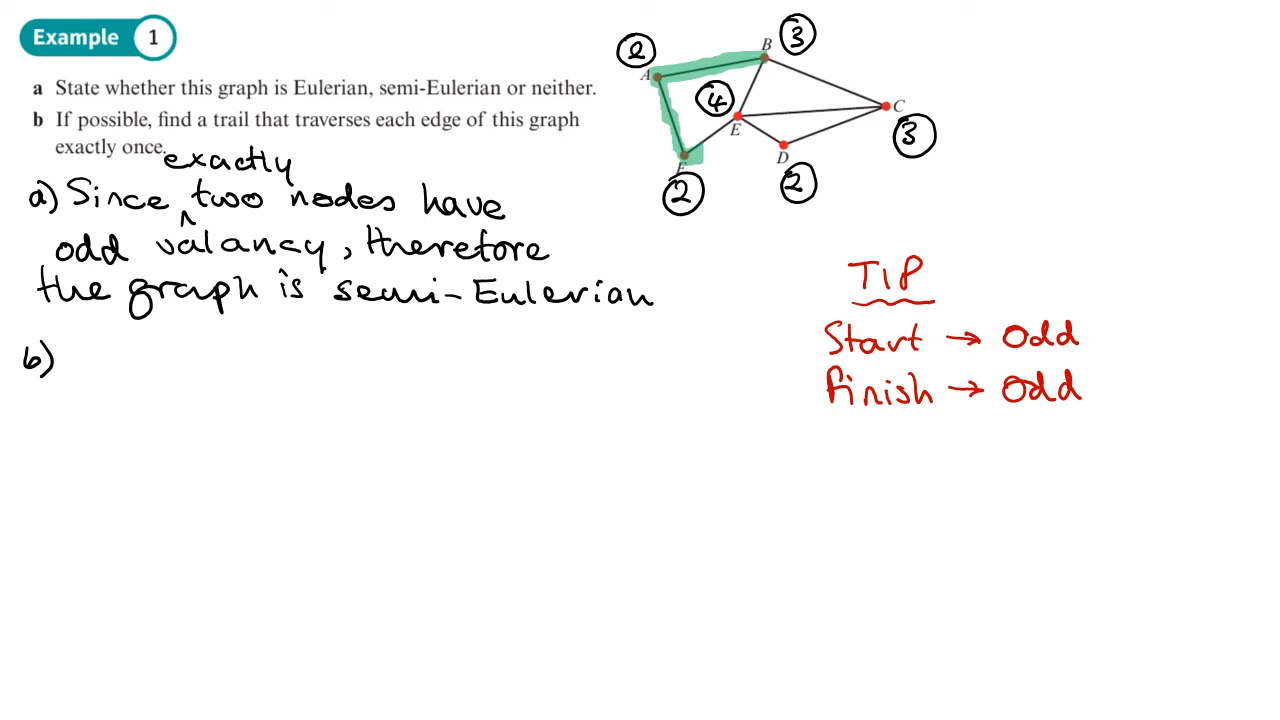 Example 1
a State whether this graph is Eulerian, semi-Eulerian or neither.
b If possible, find a trail that traverses each edge of this graph
exactly once.
exactly
a) Since ^ two nodes have
odd valancy, therefore
the graph is semi-Eulerian
b)
② B ③
A
④
E
C
③
D
F
② ②
TIP
Start → Odd
Finish → Odd